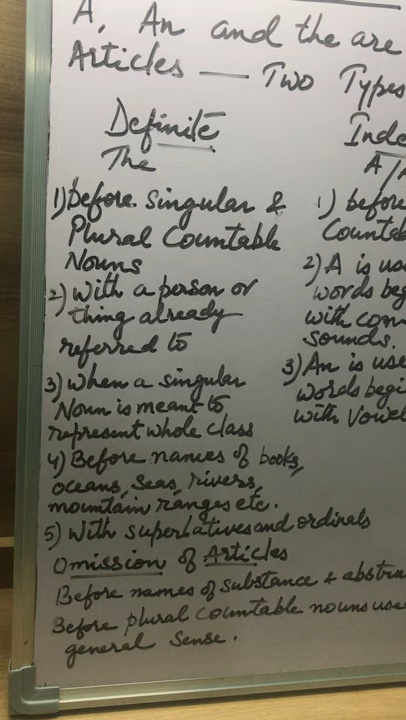 A, An and the are
Articles — Two Types
Definite
The
1) before singular &
Plural Countable
Nouns
2) With a person or
thing already
referred to
3) When a singular
Noun is meant to
represent whole class
4) Before names of books,
oceans, seas, rivers,
mountain ranges etc.
5) With superlatives and ordinals
Inde
A/A
1) before
Countab
2) A is us
words beg
with con
sounds.
3) An is use
words begi
with Vowel
Omission of Articles
Before names of substance & abstra
Before plural countable nouns use
general sense.